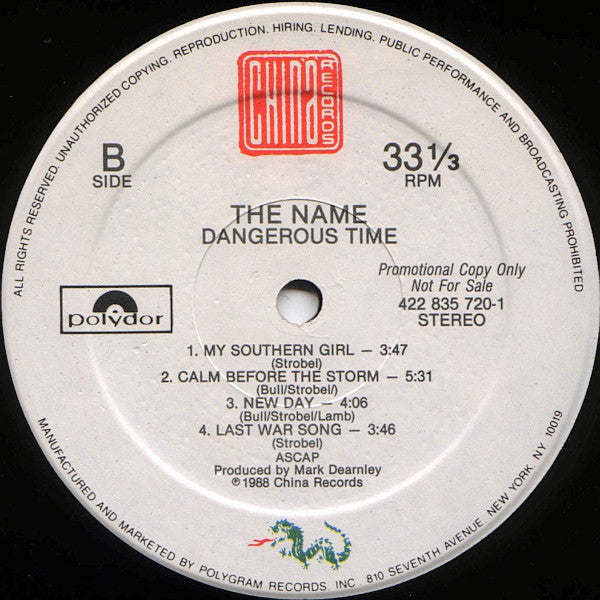 ALL RIGHTS RESERVED. UNAUTHORIZED COPYING, REPRODUCTION, HIRING, LENDING, PUBLIC PERFORMANCE AND BROADCASTING PROHIBITED
CHINA
RECORDS
B
SIDE
33 1/3
RPM
THE NAME
DANGEROUS TIME
Promotional Copy Only
Not For Sale
422 835 720-1
STEREO
polydor
1. MY SOUTHERN GIRL — 3:47
(Strobel)
2. CALM BEFORE THE STORM — 5:31
(Bull/Strobel/)
3. NEW DAY — 4:06
(Bull/Strobel/Lamb)
4. LAST WAR SONG — 3:46
(Strobel)
ASCAP
Produced by Mark Dearnley
℗1988 China Records
MANUFACTURED AND MARKETED BY POLYGRAM RECORDS, INC. 810 SEVENTH AVENUE, NEW YORK, NY. 10019